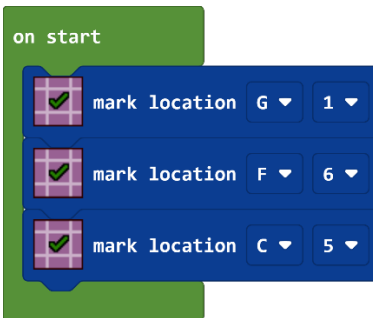 on start
mark location G 1
mark location F 6
mark location C 5